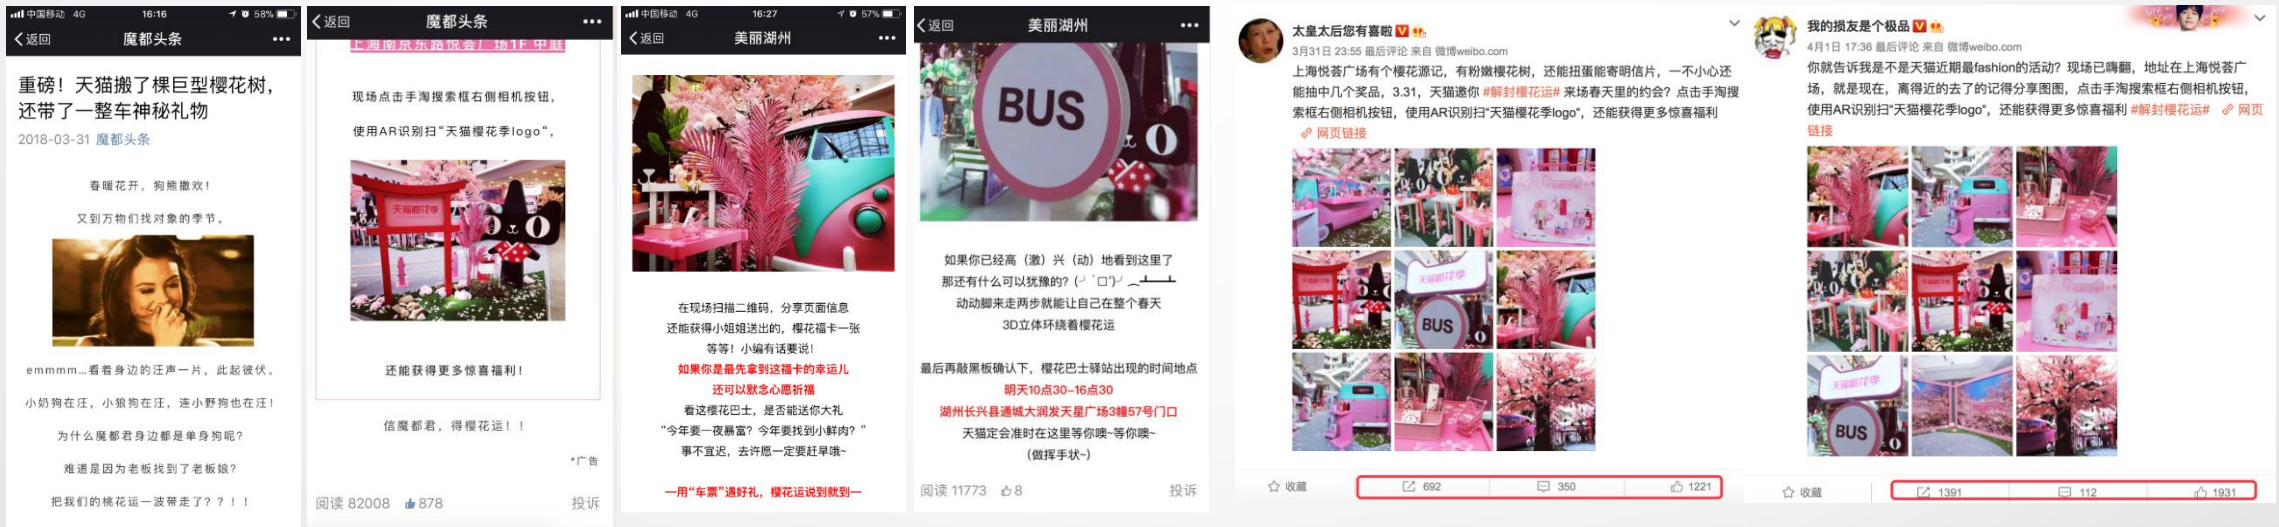 中国移动 4G 16:16 58%
返回 魔都头条 •••
重磅！天猫搬了棵巨型樱花树，
还带了一整车神秘礼物
2018-03-31 魔都头条
春暖花开，狗熊撒欢！
又到万物们找对象的季节。
emmmm...看着身边的汪声一片，此起彼伏。
小奶狗在汪，小狼狗在汪，连小野狗也在汪！
为什么魔都君身边都是单身狗呢？
难道是因为老板找到了老板娘？
把我们的桃花运一波带走了？？！！
返回 魔都头条 •••
上海南京东路悦荟广场1F 中庭
现场点击手淘搜索框右侧相机按钮，
使用AR识别扫“天猫樱花季logo“，
天猫樱花季
还能获得更多惊喜福利！
信魔都君，得樱花运！！
*广告
阅读 82008 878 投诉
中国移动 4G 16:27 57%
返回 美丽湖州 •••
在现场扫描二维码，分享页面信息
还能获得小姐姐送出的，樱花福卡一张
等等！小编有话要说！
如果你是最先拿到这福卡的幸运儿
还可以默念心愿祈福
看这樱花巴士，是否能送你大礼
“今年要一夜暴富？今年要找到小鲜肉？”
事不宜迟，去许愿一定要赶早哦~
—用“车票”遇好礼，樱花运说到就到—
返回 美丽湖州 •••
BUS
如果你已经高（激）兴（动）地看到这里了
那还有什么可以犹豫的？(╯‵□′)╯︵┻━┻
动动脚来走两步就能让自己在整个春天
3D立体环绕着樱花运
最后再敲黑板确认下，樱花巴士驿站出现的时间地点
明天10点30-16点30
湖州长兴县通城大润发天星广场3幢57号门口
天猫定会准时在这里等你噢~等你噢~
(做挥手状~)
阅读 11773 8 投诉
太皇太后您有喜啦
3月31日 23:55 最后评论 来自 微博weibo.com
上海悦荟广场有个樱花源记，有粉嫩樱花树，还能扭蛋能寄明信片，一不小心还
能抽中几个奖品，3.31，天猫邀你 #解封樱花运# 来场春天里的约会？点击手淘搜
索框右侧相机按钮，使用AR识别扫“天猫樱花季logo“，还能获得更多惊喜福利
网页链接
天猫樱花季
BUS
收藏 692 350 1221
我的损友是个极品
4月1日 17:36 最后评论 来自 微博weibo.com
你就告诉我是不是天猫近期最fashion的活动？现场已嗨翻，地址在上海悦荟广
场，就是现在，离得近的去了的记得分享图图，点击手淘搜索框右侧相机按钮，
使用AR识别扫“天猫樱花季logo“，还能获得更多惊喜福利 #解封樱花运# 网页
链接
天猫樱花季
BUS
收藏 1391 112 1931